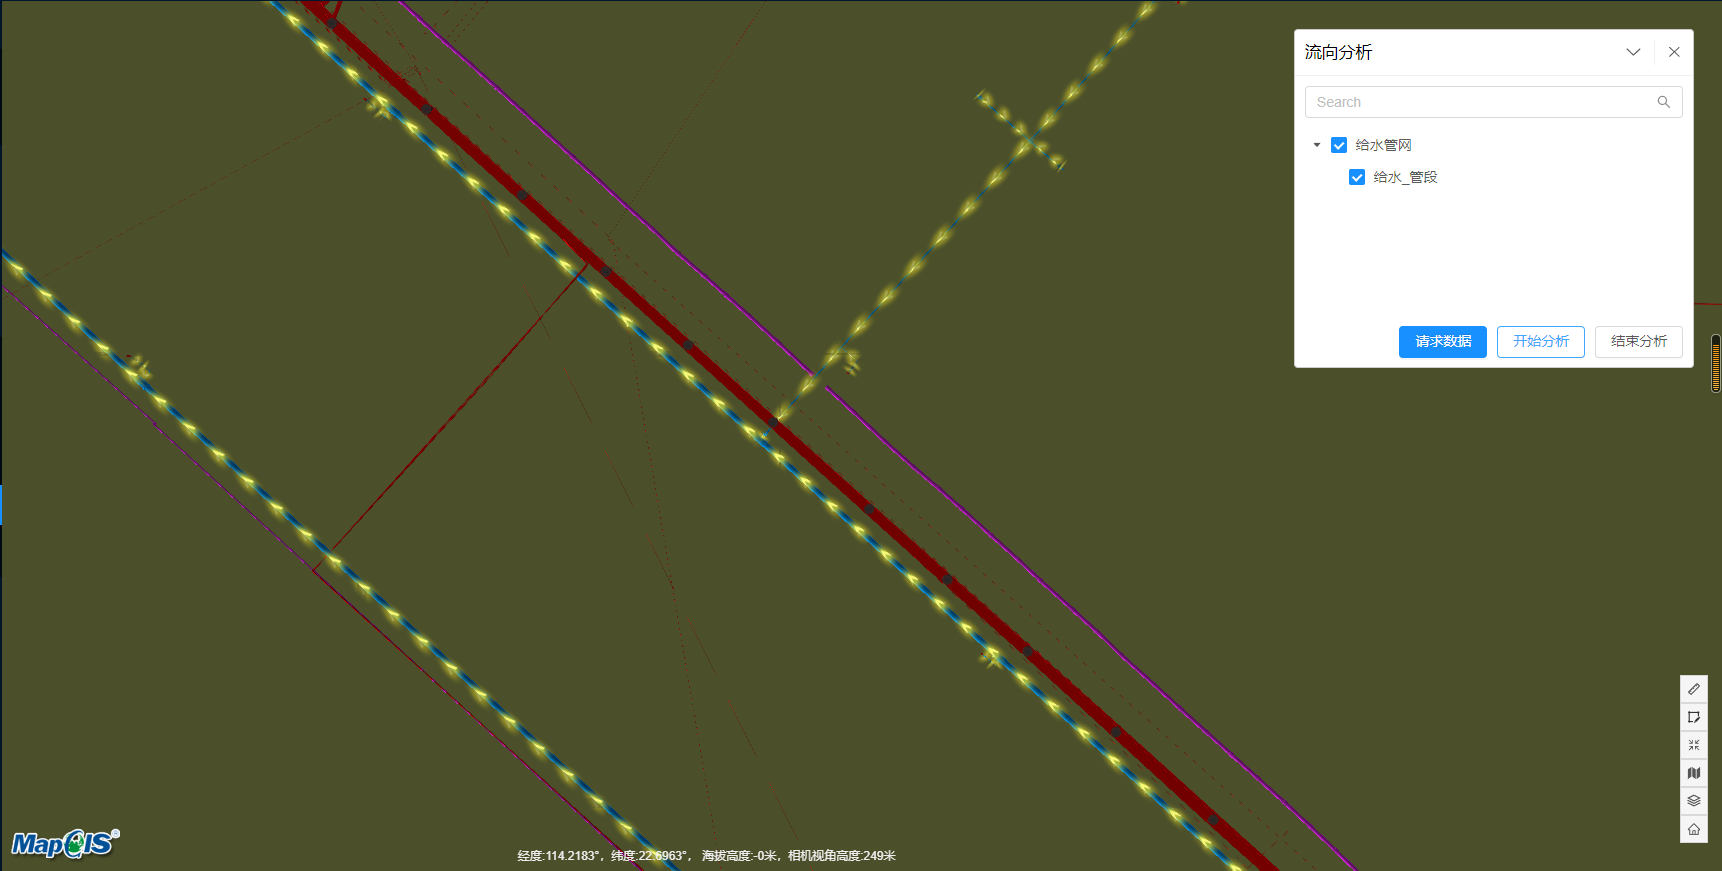 流向分析
Search
给水管网
给水_管段
请求数据
开始分析
结束分析
MapGIS®
经度:114.2183°，纬度:22.6963°， 海拔高度:-0米，相机视角高度:249米